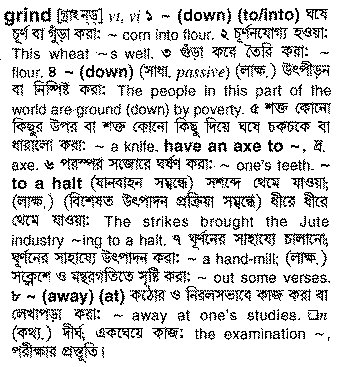 grind [গ্রাইন্ড্] vt, vi ১ ~ (down) (to/into) ঘষে
চূর্ণ বা গুঁড়া করা: ~ corn into flour. ২ চূর্ণনযোগ্য হওয়া:
This wheat ~s well. ৩ গুঁড়া করে তৈরি করা: ~
flour. ৪ ~ (down) (সাধা. passive) (লাক্ষ.) উৎপীড়ন
বা নিষ্পিষ্ট করা: The people in this part of the
world are ground (down) by poverty. ৫ শক্ত কোনো
কিছুর উপর বা শক্ত কোনো কিছু দিয়ে ঘষে চকচকে বা
ধারালো করা: ~ a knife. have an axe to ~, দ্র.
axe. ৬ পরস্পর সজোরে ঘর্ষণ করা: ~ one's teeth. ~
to a halt (যানবাহন সম্বন্ধে) সশব্দে থেমে যাওয়া;
(লাক্ষ.) (বিশেষত উৎপাদন প্রক্রিয়া সম্বন্ধে) ধীরে ধীরে
থেমে যাওয়া: The strikes brought the Jute
industry ~ing to a halt. ৭ ঘূর্ণনের সাহায্যে চালানো;
ঘূর্ণনের সাহায্যে উৎপাদন করা: ~ a hand-mill; (লাক্ষ.)
সক্লেশে ও মন্থরগতিতে সৃষ্টি করা: ~ out some verses.
৮ ~ (away) (at) কঠোর ও নিরলসভাবে কাজ করা বা
লেখাপড়া করা: ~ away at one's studies. □n
(কথ্য.) দীর্ঘ, একঘেয়ে কাজ: the examination ~,
পরীক্ষার প্রস্তুতি।